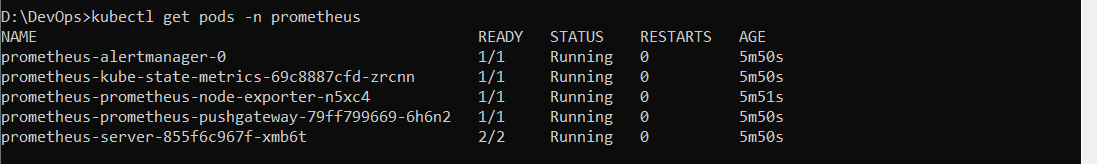 D:\DevOps>kubectl get pods -n prometheus
NAME READY STATUS RESTARTS AGE
prometheus-alertmanager-0 1/1 Running 0 5m50s
prometheus-kube-state-metrics-69c8887cfd-zrcnn 1/1 Running 0 5m50s
prometheus-prometheus-node-exporter-n5xc4 1/1 Running 0 5m51s
prometheus-prometheus-pushgateway-79ff799669-6h6n2 1/1 Running 0 5m50s
prometheus-server-855f6c967f-xmb6t 2/2 Running 0 5m50s